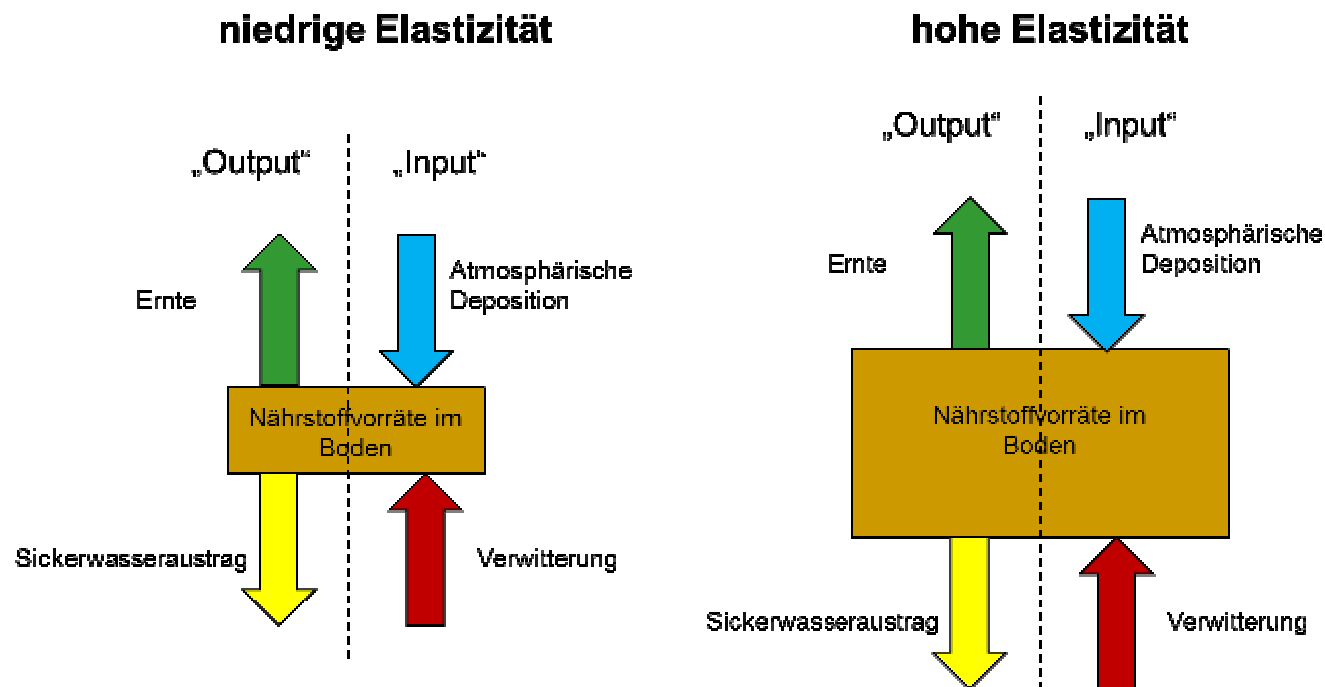 niedrige Elastizität
„Output“
„Input“
Ernte
Atmosphärische
Deposition
Nährstoffvorräte im
Boden
Sickerwasseraustrag
Verwitterung
hohe Elastizität
„Output“
„Input“
Ernte
Atmosphärische
Deposition
Nährstoffvorräte im
Boden
Sickerwasseraustrag
Verwitterung